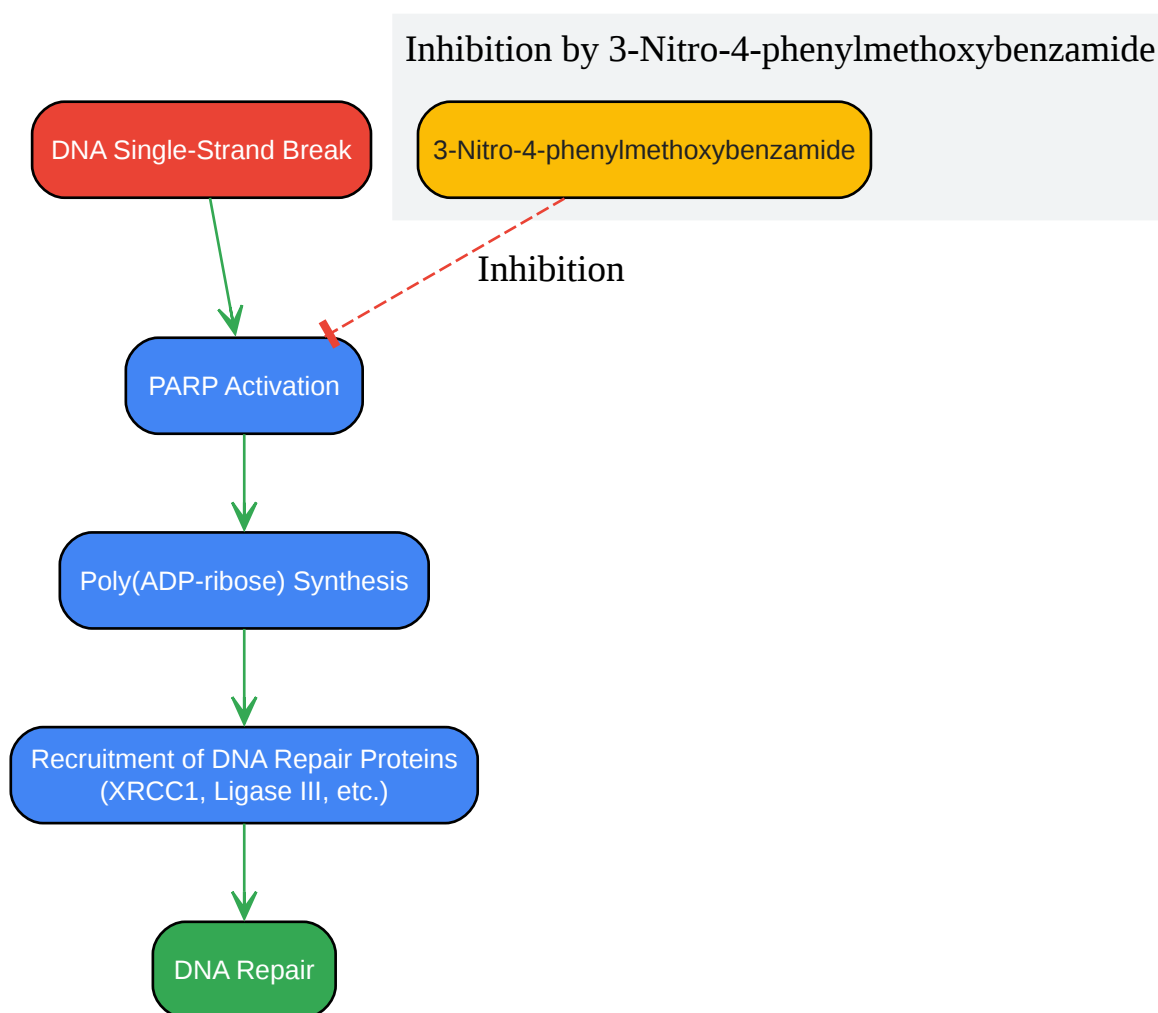 Inhibition by 3-Nitro-4-phenylmethoxybenzamide
DNA Single-Strand Break
3-Nitro-4-phenylmethoxybenzamide
Inhibition
PARP Activation
Poly(ADP-ribose) Synthesis
Recruitment of DNA Repair Proteins
(XRCC1, Ligase III, etc.)
DNA Repair